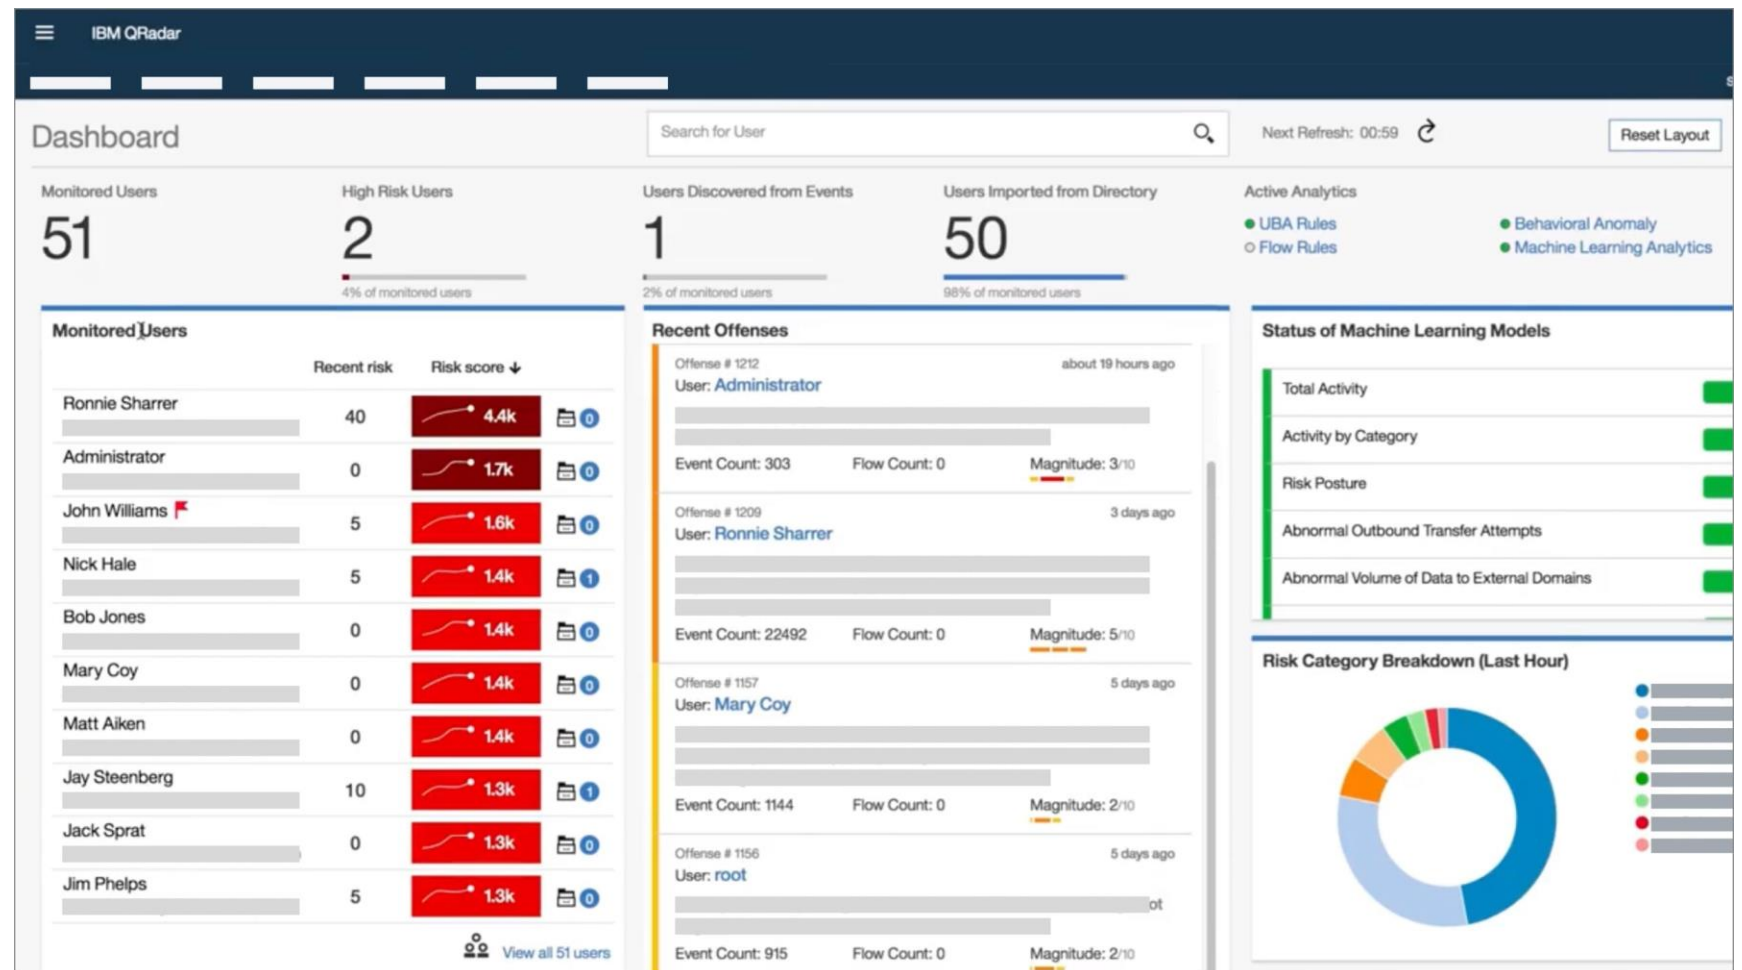 IBM QRadar
Dashboard
Search for User
Next Refresh: 00:59
Reset Layout
Monitored Users
51
High Risk Users
2
4% of monitored users
Users Discovered from Events
1
2% of monitored users
Users Imported from Directory
50
98% of monitored users
Active Analytics
UBA Rules
Behavioral Anomaly
Flow Rules
Machine Learning Analytics
Monitored Users
Recent risk Risk score
Ronnie Sharrer 40 4.4k 0
Administrator 0 1.7k 0
John Williams 5 1.6k 0
Nick Hale 5 1.4k 1
Bob Jones 0 1.4k 0
Mary Coy 0 1.4k 0
Matt Aiken 0 1.4k 0
Jay Steenberg 10 1.3k 1
Jack Sprat 0 1.3k 0
Jim Phelps 5 1.3k 0
View all 51 users
Recent Offenses
Offense # 1212 about 19 hours ago
User: Administrator
Event Count: 303 Flow Count: 0 Magnitude: 3/10
Offense # 1209 3 days ago
User: Ronnie Sharrer
Event Count: 22492 Flow Count: 0 Magnitude: 5/10
Offense # 1157 5 days ago
User: Mary Coy
Event Count: 1144 Flow Count: 0 Magnitude: 2/10
Offense # 1156 5 days ago
User: root
ot
Event Count: 915 Flow Count: 0 Magnitude: 2/10
Status of Machine Learning Models
Total Activity
Activity by Category
Risk Posture
Abnormal Outbound Transfer Attempts
Abnormal Volume of Data to External Domains
Risk Category Breakdown (Last Hour)